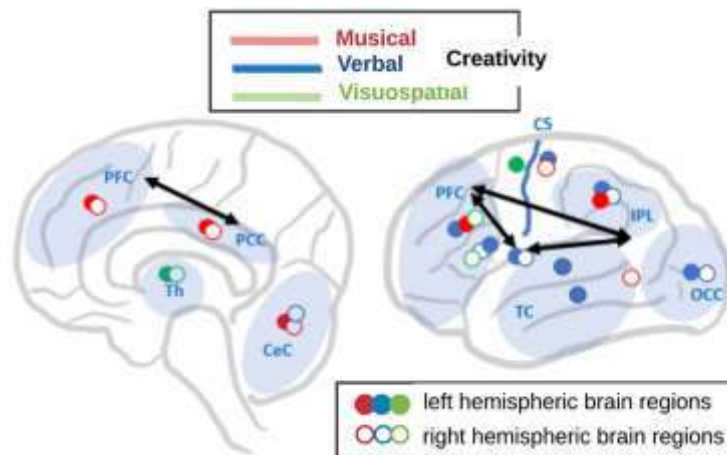 Musical
Verbal
Creativity
Visuospatial
CS
PFC
PFC
IPL
PCC
Th
OCC
TC
CeC
left hemispheric brain regions
right hemispheric brain regions